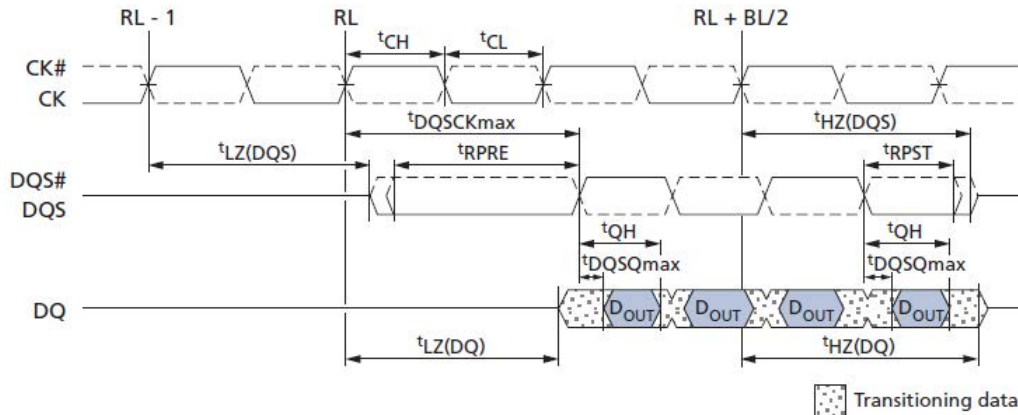 RL - 1
RL
RL + BL/2
tCH
tCL
CK#
CK
tDQSCKmax
tHZ(DQS)
tLZ(DQS)
tRPRE
tRPST
DQS#
DQS
tQH
tQH
tDQSQmax
tDQSQmax
DQ
DOUT
DOUT
DOUT
DOUT
tLZ(DQ)
tHZ(DQ)
Transitioning data